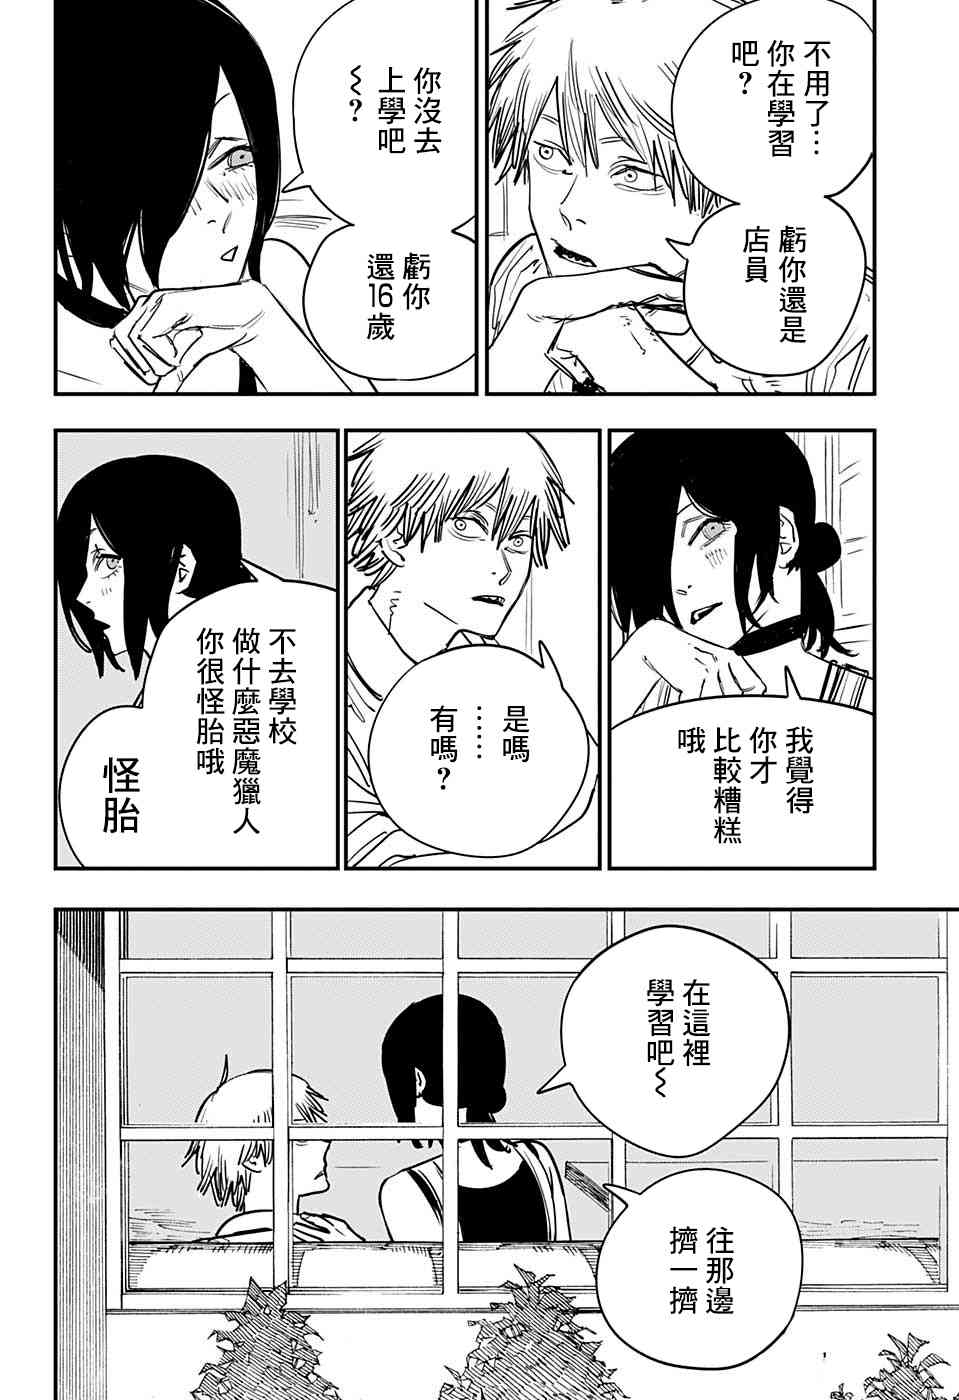 不用了…
你在學習
吧?
虧你還是
店員
你沒去
上學吧
～?
虧你
還16歲
我覺得
你才
比較糟糕
哦
是嗎
……
有嗎?
不去學校
做什麼惡魔獵人
你很怪胎哦
怪胎
在這裡
學習吧～
往那邊
擠一擠